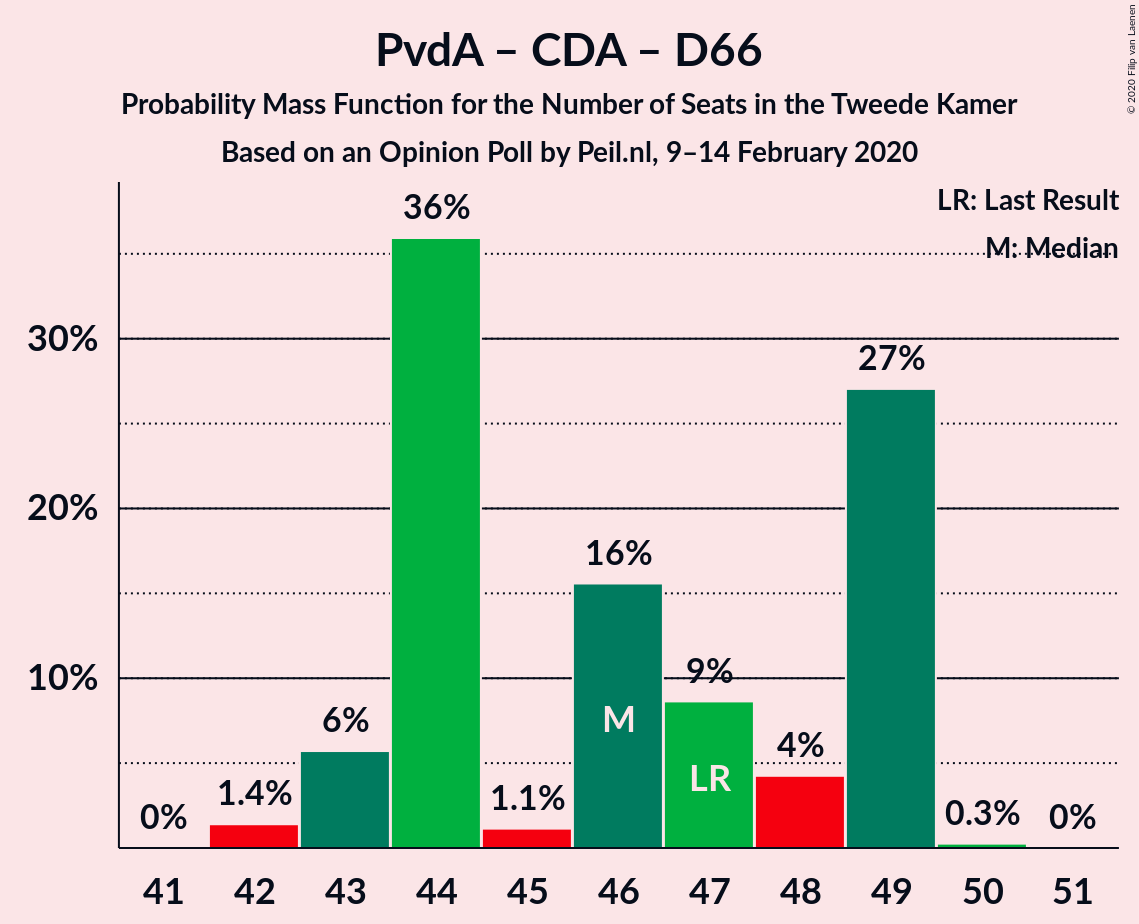 PvdA – CDA – D66
Probability Mass Function for the Number of Seats in the Tweede Kamer
Based on an Opinion Poll by Peil.nl, 9–14 February 2020
© 2020 Filip van Laenen
LR: Last Result
M: Median
36%
30%
27%
20%
16%
10%
9%
6%
4%
1.4%
1.1%
0.3%
0%
0%
M
LR
41 42 43 44 45 46 47 48 49 50 51